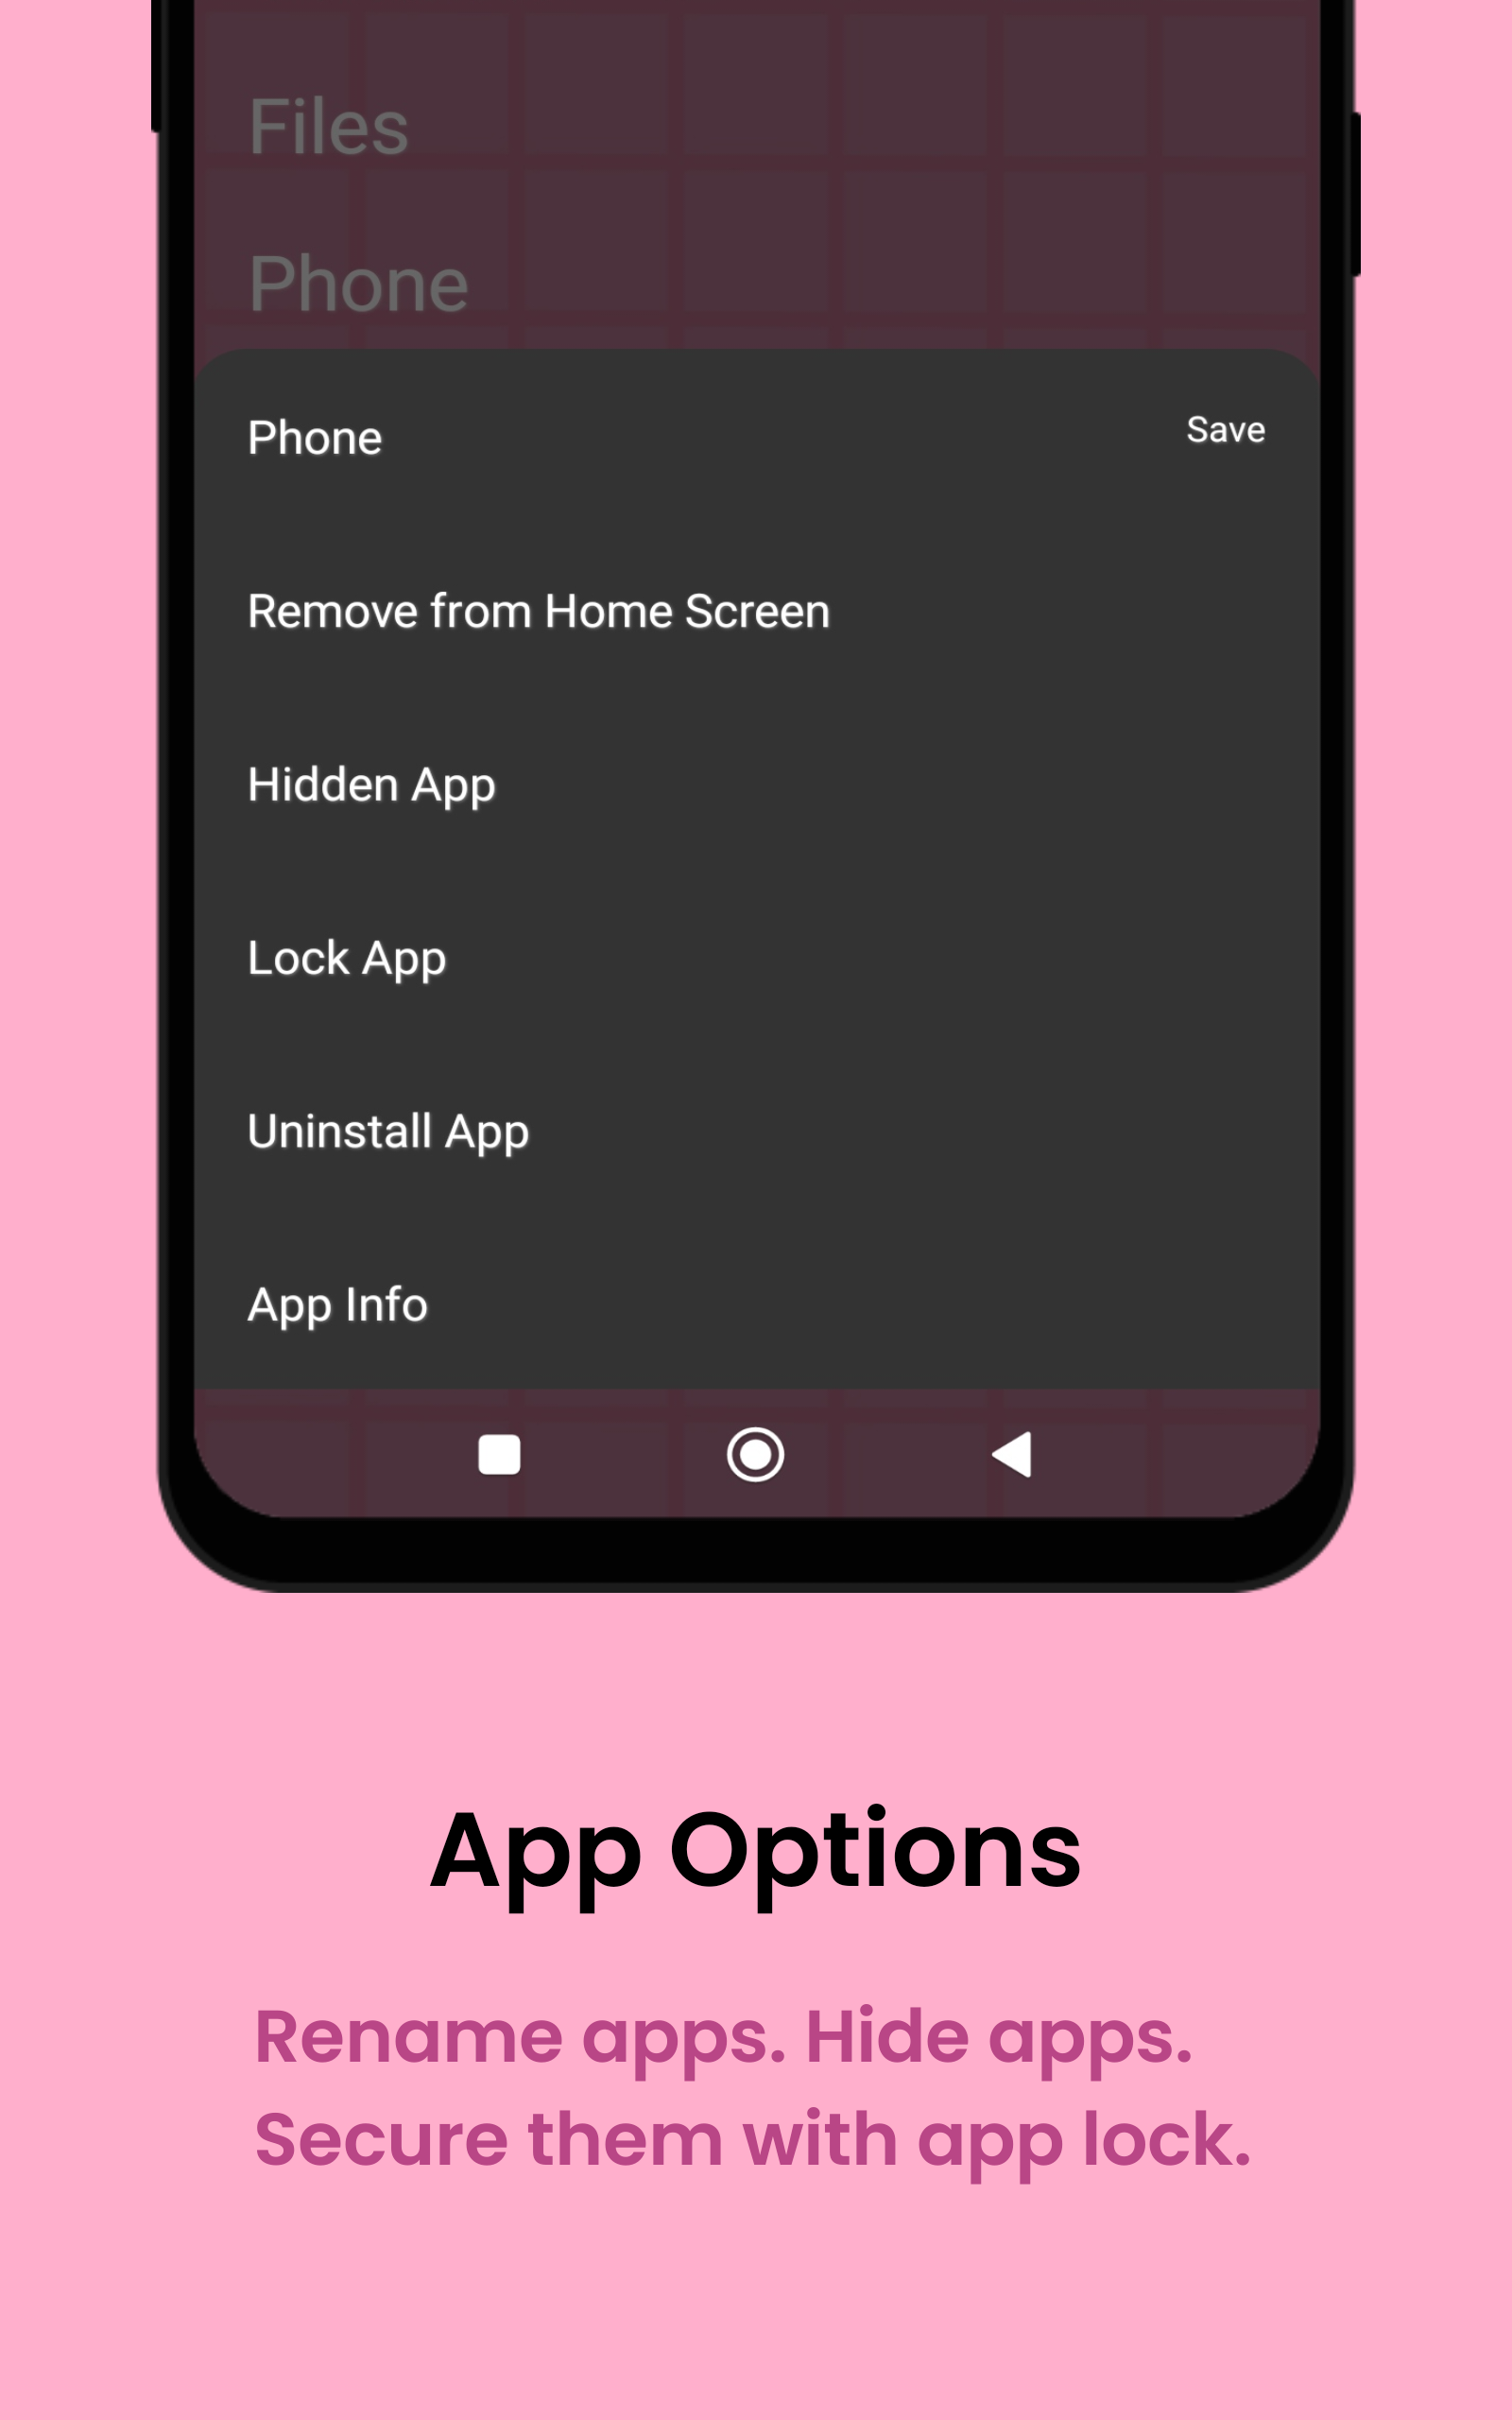 Files
Phone
Phone
Save
Remove from Home Screen
Hidden App
Lock App
Uninstall App
App Info
App Options
Rename apps. Hide apps.
Secure them with app lock.